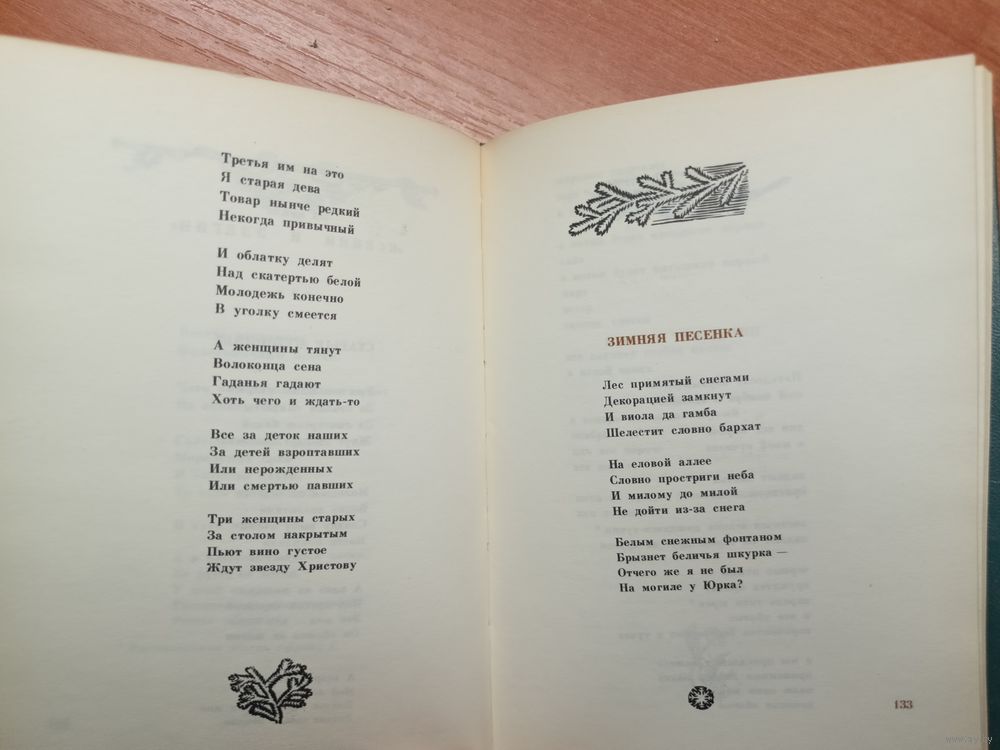 Третья им на это
Я старая дева
Товар нынче редкий
Некогда привычный
И облатку делят
Над скатертью белой
Молодежь конечно
В уголку смеется
А женщины тянут
Волоконца сена
Гаданья гадают
Хоть чего и ждать-то
Все за деток наших
За детей взроптавших
Или нерожденных
Или смертью павших
Три женщины старых
За столом накрытым
Пьют вино густое
Ждут звезду Христову
ЗИМНЯЯ ПЕСЕНКА
Лес примятый снегами
Декорацией замкнут
И виола да гамба
Шелестит словно бархат
На еловой аллее
Словно простриги неба
И милому до милой
Не дойти из-за снега
Белым снежным фонтаном
Брызнет беличья шкурка —
Отчего же я не был
На могиле у Юрка?
133